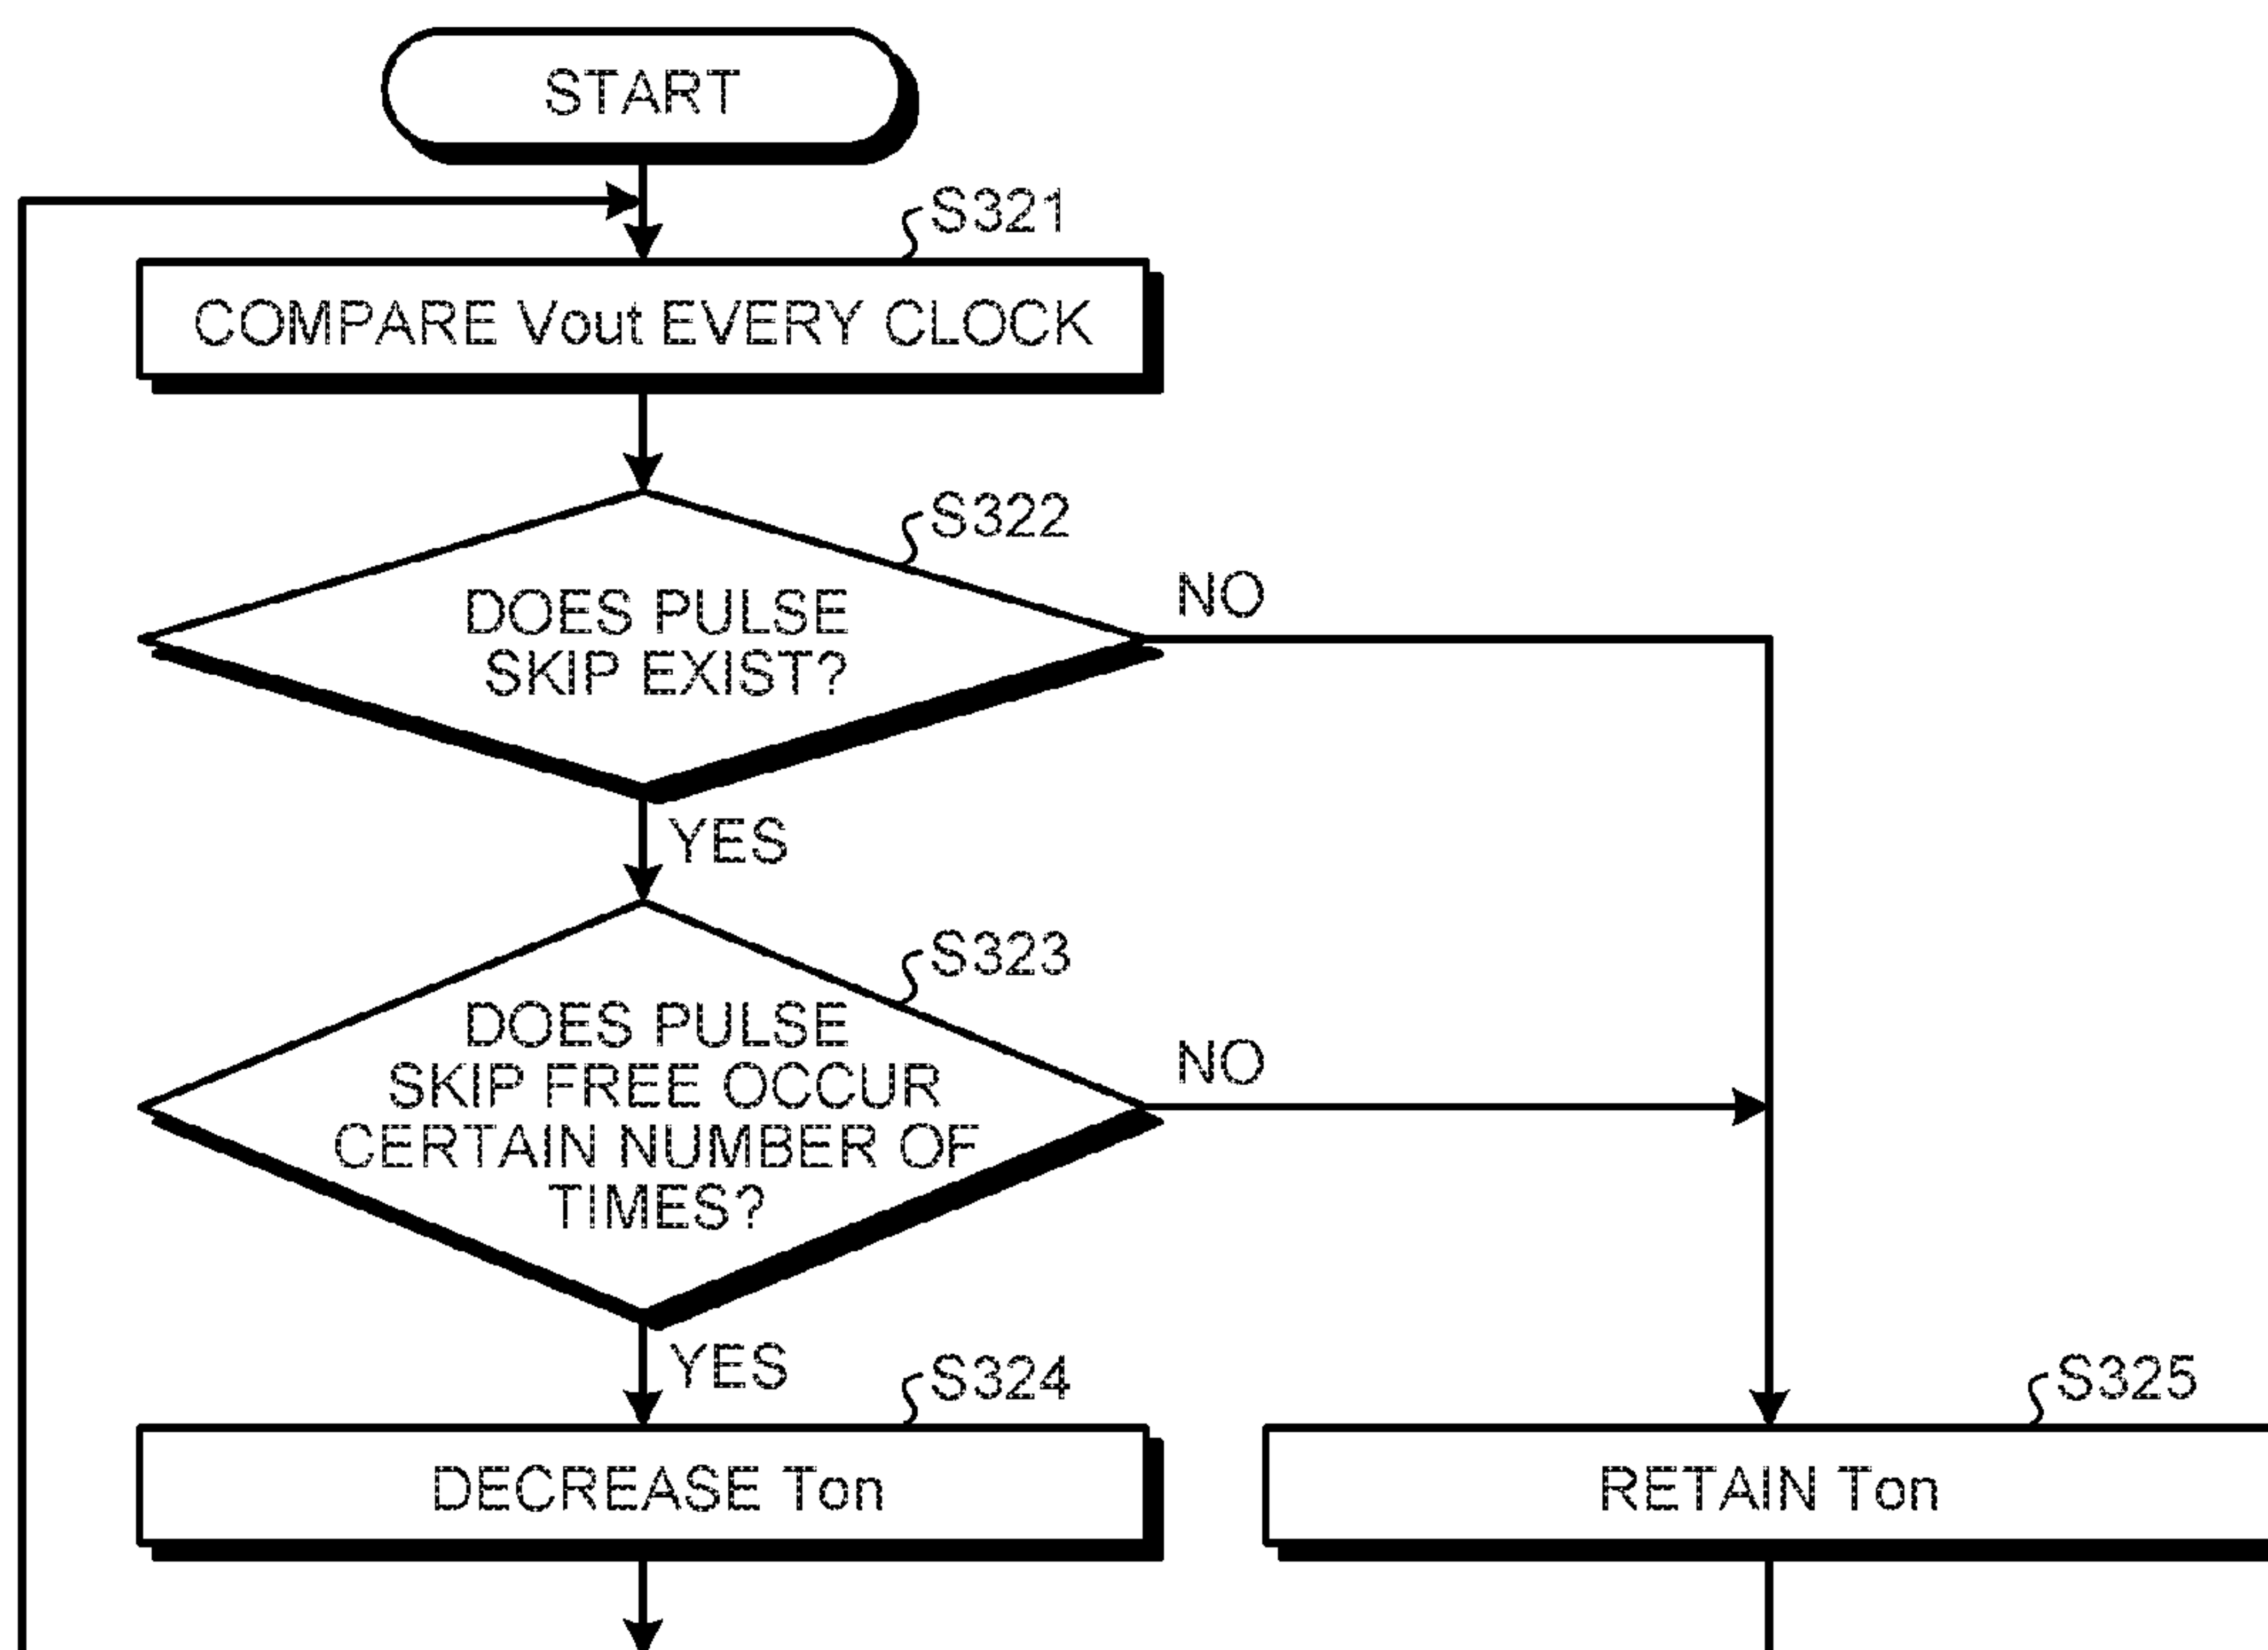 START
S321
COMPARE Vout EVERY CLOCK
S322
DOES PULSE
SKIP EXIST?
NO
YES
S323
DOES PULSE
SKIP FREE OCCUR
CERTAIN NUMBER OF
TIMES?
NO
YES
S324
S325
DECREASE Ton
RETAIN Ton